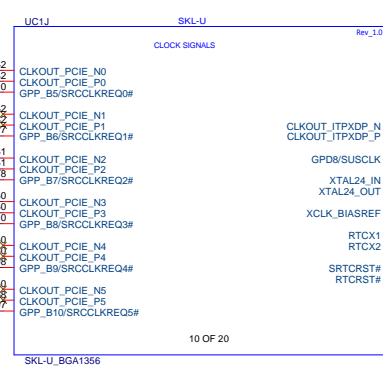 UC1J SKL-U
Rev_1.0
CLOCK SIGNALS
CLKOUT_PCIE_N0
CLKOUT_PCIE_P0
GPP_B5/SRCCLKREQ0#
CLKOUT_PCIE_N1
CLKOUT_PCIE_P1
GPP_B6/SRCCLKREQ1#
CLKOUT_PCIE_N2
CLKOUT_PCIE_P2
GPP_B7/SRCCLKREQ2#
CLKOUT_PCIE_N3
CLKOUT_PCIE_P3
GPP_B8/SRCCLKREQ3#
CLKOUT_PCIE_N4
CLKOUT_PCIE_P4
GPP_B9/SRCCLKREQ4#
CLKOUT_PCIE_N5
CLKOUT_PCIE_P5
GPP_B10/SRCCLKREQ5#
CLKOUT_ITPXDP_N
CLKOUT_ITPXDP_P
GPD8/SUSCLK
XTAL24_IN
XTAL24_OUT
XCLK_BIASREF
RTCX1
RTCX2
SRTCRST#
RTCRST#
10 OF 20
SKL-U_BGA1356